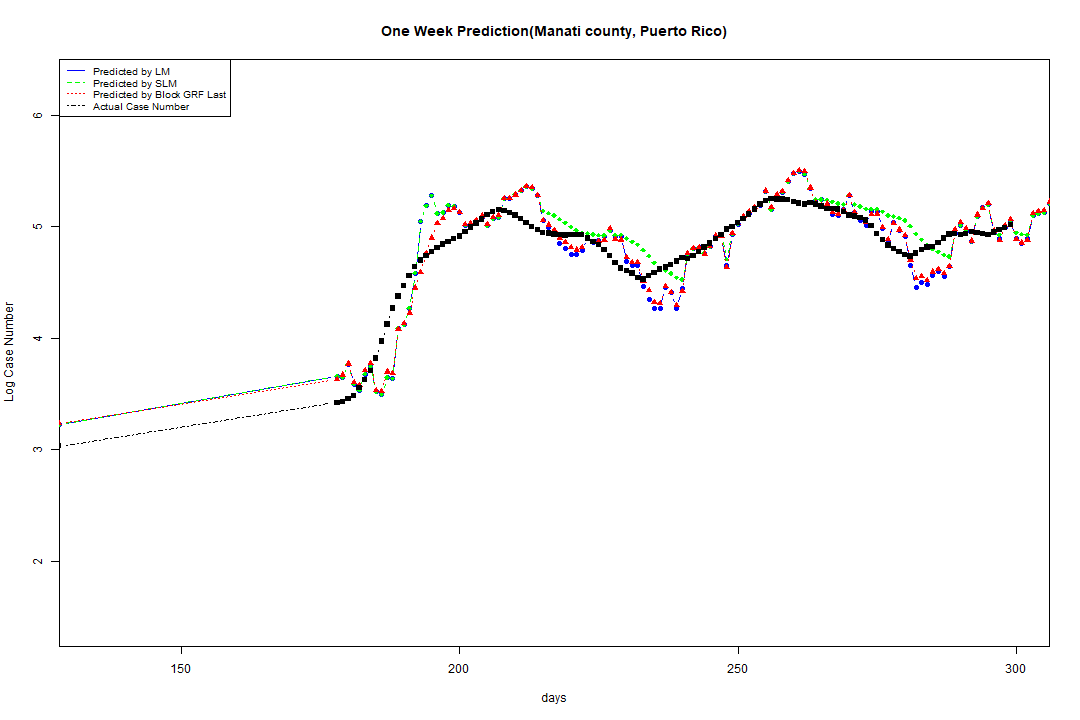 One Week Prediction(Manati county, Puerto Rico)
Predicted by LM
Predicted by SLM
Predicted by Block GRF Last
Actual Case Number
6
5
4
3
2
Log Case Number
150 200 250 300
days